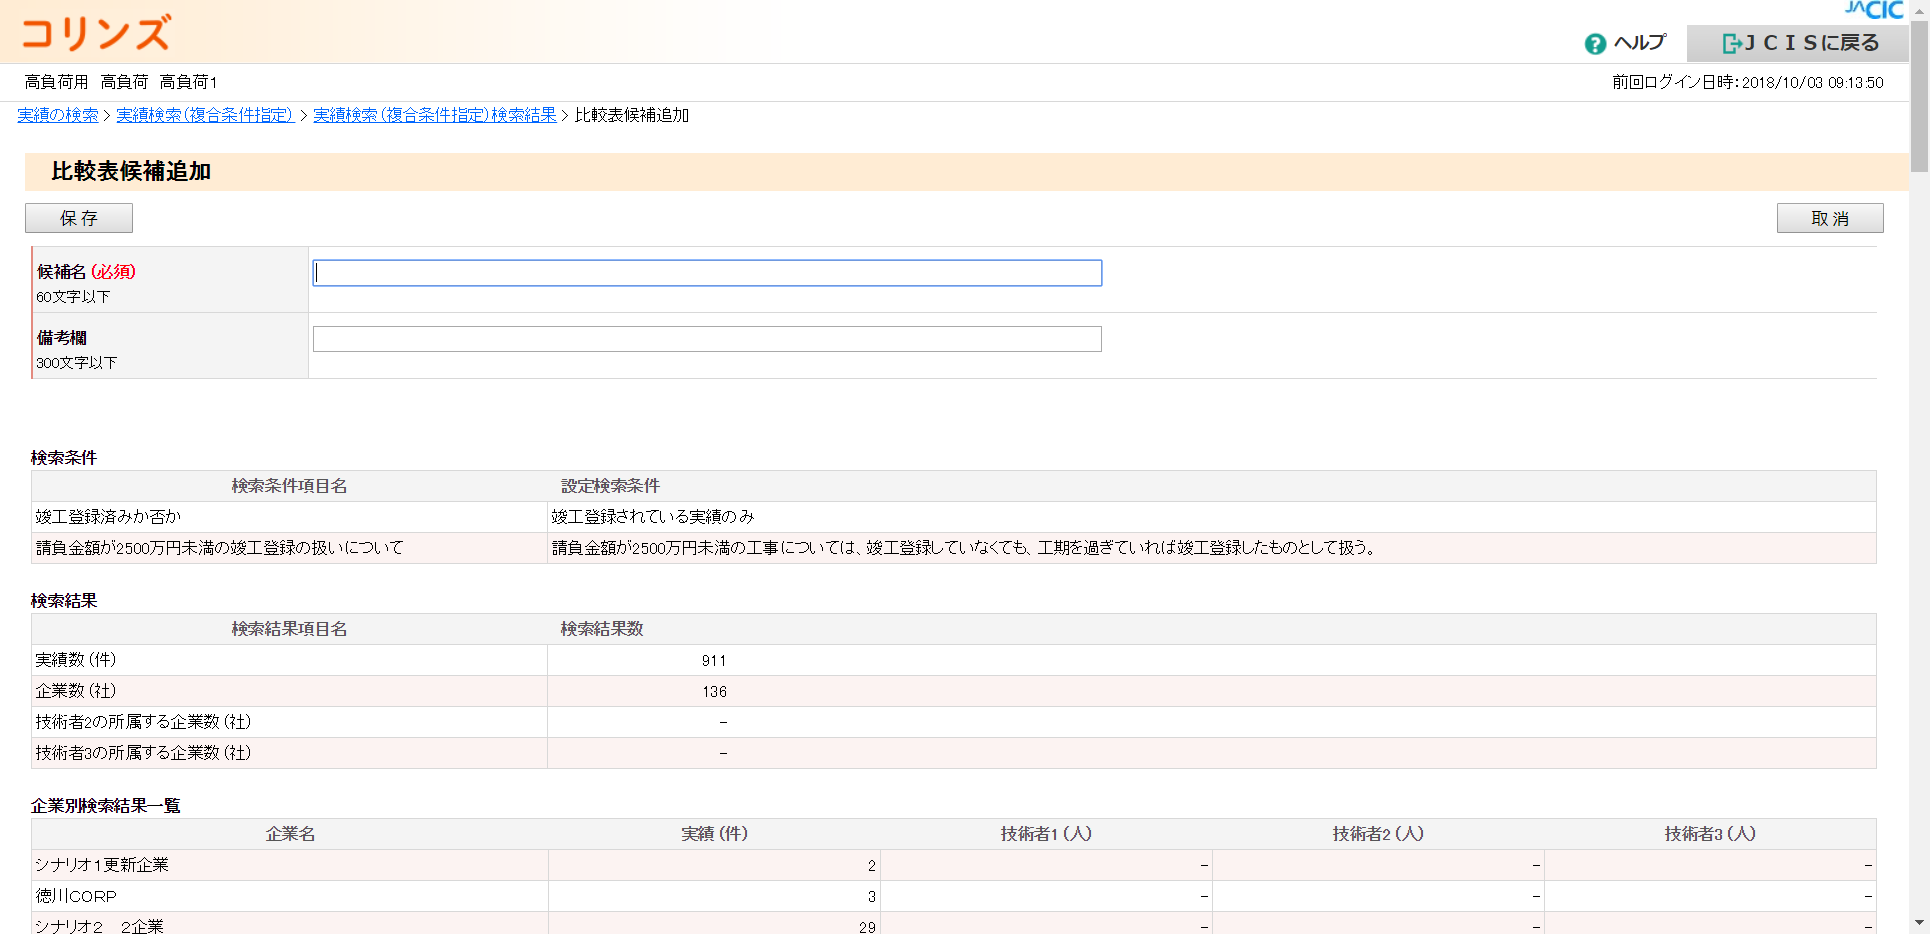 コリンズ
JACIC
ヘルプ
ＪＣＩＳに戻る
高負荷用 高負荷 高負荷1
前回ログイン日時：2018/10/03 09:13:50
実績の検索 > 実績検索（複合条件指定） > 実績検索（複合条件指定）検索結果 > 比較表候補追加
比較表候補追加
保存
取消
候補名（必須）
60文字以下
備考欄
300文字以下
検索条件
検索条件項目名 設定検索条件
竣工登録済みか否か 竣工登録されている実績のみ
請負金額が2500万円未満の竣工登録の扱いについて 請負金額が2500万円未満の工事については、竣工登録していなくても、工期を過ぎていれば竣工登録したものとして扱う。
検索結果
検索結果項目名 検索結果数
実績数（件） 911
企業数（社） 136
技術者2の所属する企業数（社） －
技術者3の所属する企業数（社） －
企業別検索結果一覧
企業名 実績（件） 技術者1（人） 技術者2（人） 技術者3（人）
シナリオ１更新企業 2 － － －
徳川CORP 3 － － －
シナリオ２　２企業 29 － － －